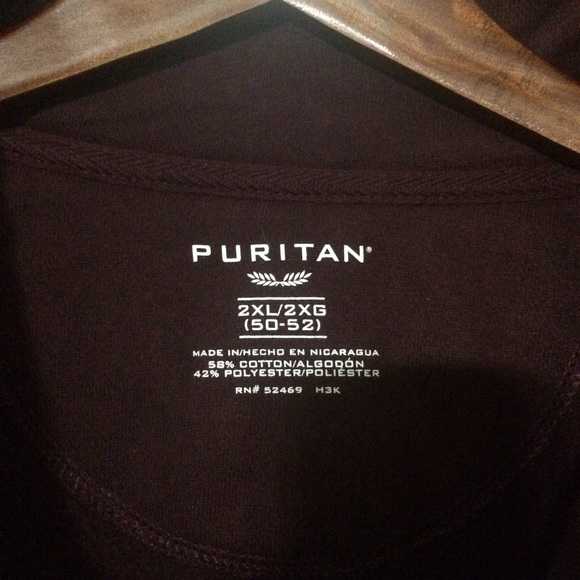 PURITAN®
2XL/2XG
(50-52)
MADE IN/HECHO EN NICARAGUA
58% COTTON/ALGODÓN
42% POLYESTER/POLIÉSTER
RN# 52469 H3K